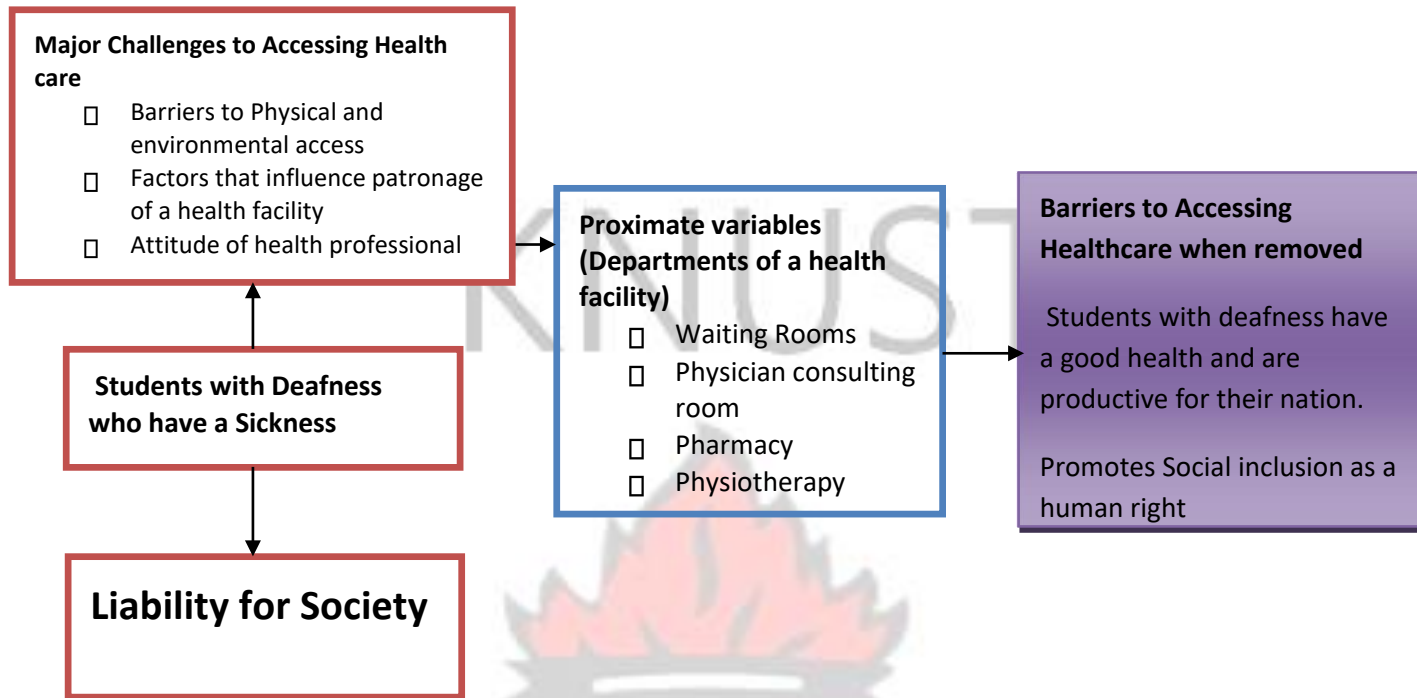 Major Challenges to Accessing Health
care
Barriers to Physical and
environmental access
Factors that influence patronage
of a health facility
Attitude of health professional
Students with Deafness
who have a Sickness
Liability for Society
KNUST
Proximate variables
(Departments of a health
facility)
Waiting Rooms
Physician consulting
room
Pharmacy
Physiotherapy
Barriers to Accessing
Healthcare when removed
Students with deafness have
a good health and are
productive for their nation.
Promotes Social inclusion as a
human right